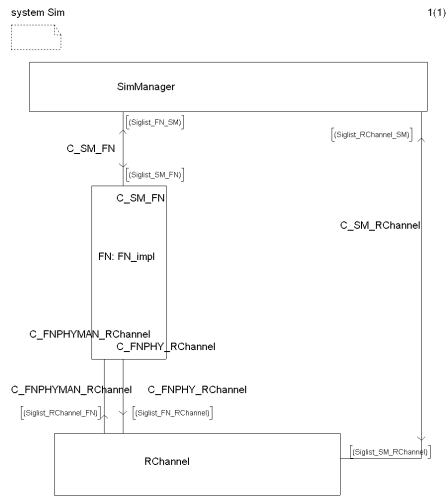 system Sim 1(1)
SimManager
[(Siglist_FN_SM)]
[(Siglist_RChannel_SM)]
C_SM_FN
[(Siglist_SM_FN)]
C_SM_FN
C_SM_RChannel
FN: FN_impl
C_FNPHYMAN_RChannel
C_FNPHY_RChannel
C_FNPHYMAN_RChannel C_FNPHY_RChannel
[(Siglist_RChannel_FN)] [(Siglist_FN_RChannel)]
[(Siglist_SM_RChannel)]
RChannel